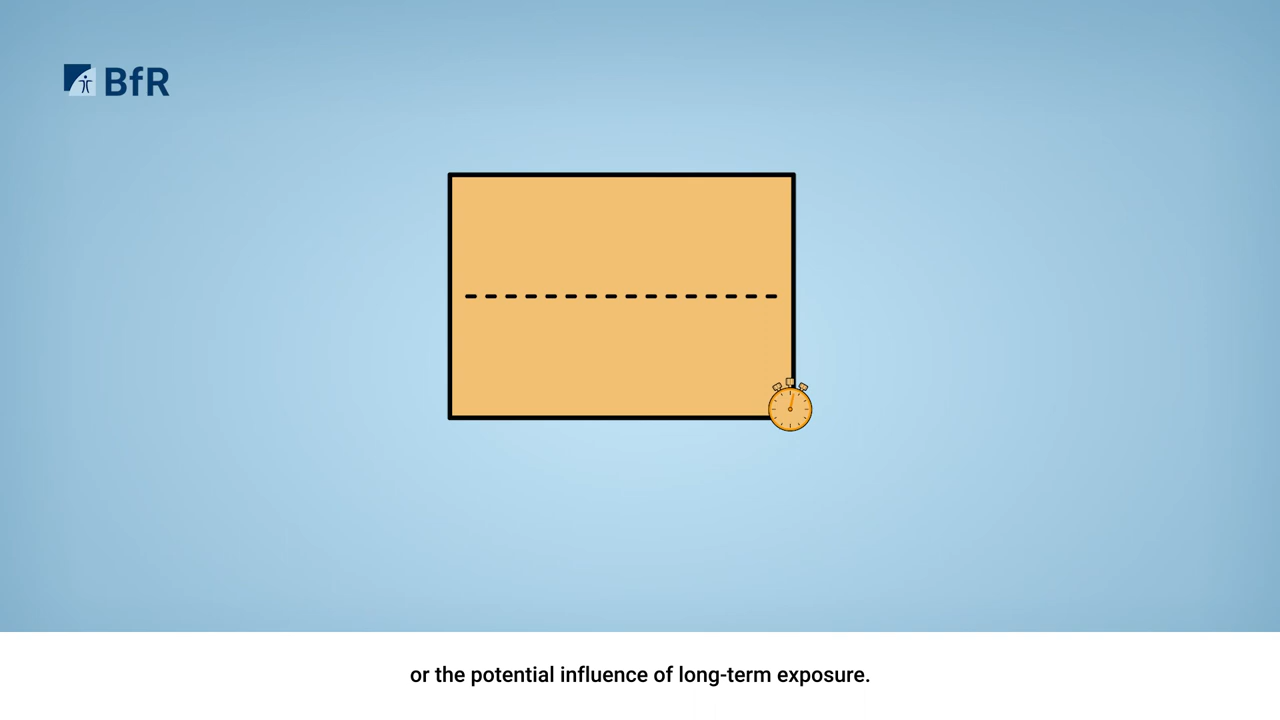 BfR
or the potential influence of long-term exposure.